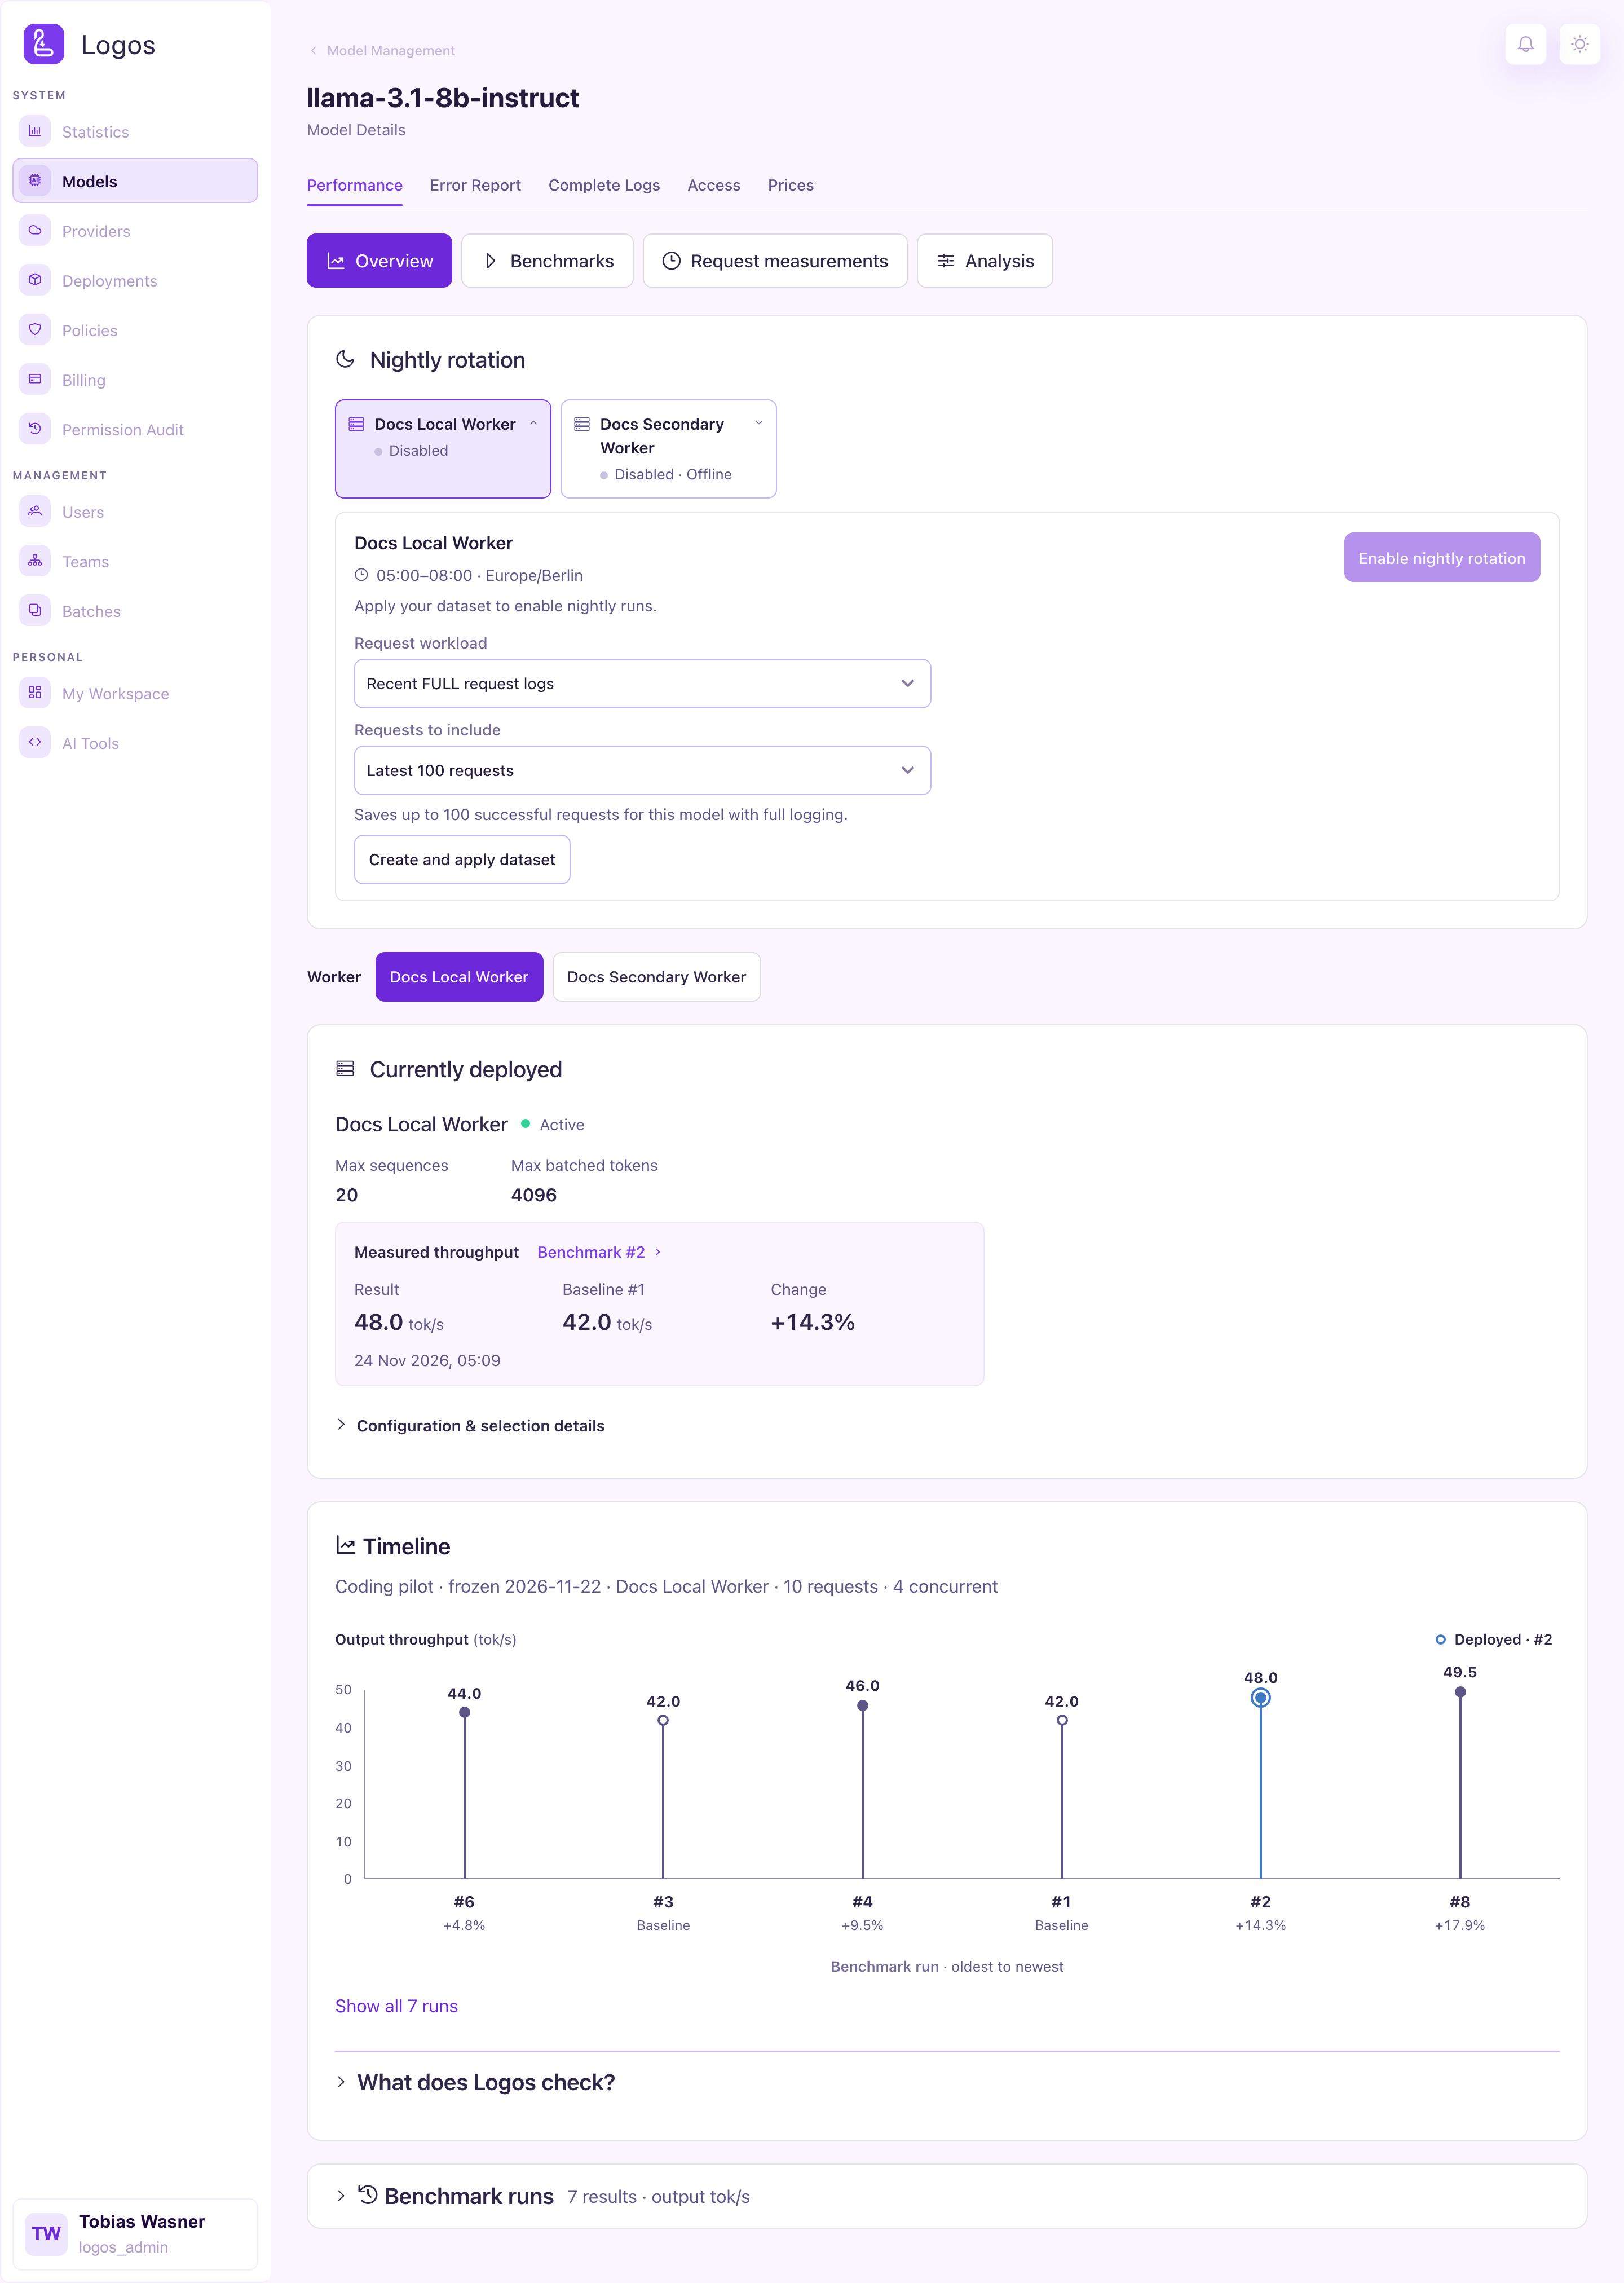 Logos
SYSTEM
Statistics
Models
Providers
Deployments
Policies
Billing
Permission Audit
MANAGEMENT
Users
Teams
Batches
PERSONAL
My Workspace
AI Tools
TW
Tobias Wasner
logos_admin
Model Management
llama-3.1-8b-instruct
Model Details
Performance Error Report Complete Logs Access Prices
Overview Benchmarks Request measurements Analysis
Nightly rotation
Docs Local Worker
Disabled
Docs Secondary
Worker
Disabled · Offline
Docs Local Worker
Enable nightly rotation
05:00–08:00 · Europe/Berlin
Apply your dataset to enable nightly runs.
Request workload
Recent FULL request logs
Requests to include
Latest 100 requests
Saves up to 100 successful requests for this model with full logging.
Create and apply dataset
Worker Docs Local Worker Docs Secondary Worker
Currently deployed
Docs Local Worker Active
Max sequences Max batched tokens
20 4096
Measured throughput Benchmark #2
Result Baseline #1 Change
48.0 tok/s 42.0 tok/s +14.3%
24 Nov 2026, 05:09
Configuration & selection details
Timeline
Coding pilot · frozen 2026-11-22 · Docs Local Worker · 10 requests · 4 concurrent
Output throughput (tok/s) Deployed · #2
50
40
30
20
10
0
44.0 42.0 46.0 42.0 48.0 49.5
#6 #3 #4 #1 #2 #8
+4.8% Baseline +9.5% Baseline +14.3% +17.9%
Benchmark run · oldest to newest
Show all 7 runs
What does Logos check?
Benchmark runs 7 results · output tok/s